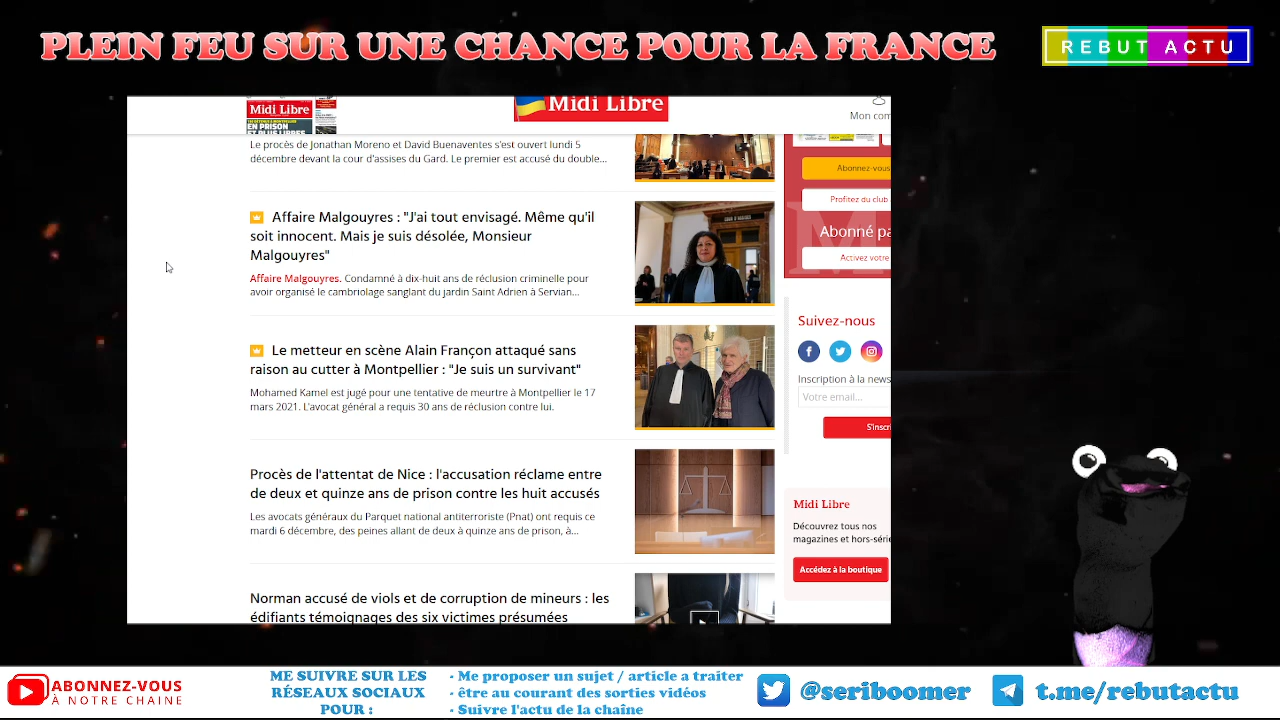 PLEIN FEU SUR UNE CHANCE POUR LA FRANCE
REBUT ACTU
Midi Libre
EN PRISON
Midi Libre
Mon com
Le procès de Jonathan Moreno et David Buenaventes s'est ouvert lundi 5
décembre devant la cour d'assises du Gard. Le premier est accusé du double...
Affaire Malgouyres : "J'ai tout envisagé. Même qu'il
soit innocent. Mais je suis désolée, Monsieur
Malgouyres"
Affaire Malgouyres. Condamné à dix-huit ans de réclusion criminelle pour
avoir organisé le cambriolage sanglant du jardin Saint Adrien à Servian...
Le metteur en scène Alain Françon attaqué sans
raison au cutter à Montpellier : "Je suis un survivant"
Mohamed Kamel est jugé pour une tentative de meurtre à Montpellier le 17
mars 2021. L'avocat général a requis 30 ans de réclusion contre lui.
Procès de l'attentat de Nice : l'accusation réclame entre
de deux et quinze ans de prison contre les huit accusés
Les avocats généraux du Parquet national antiterroriste (Pnat) ont requis ce
mardi 6 décembre, des peines allant de deux à quinze ans de prison, à...
Norman accusé de viols et de corruption de mineurs : les
édifiants témoignages des six victimes présumées
Abonnez-vous
Profitez du club
Abonné pa
Activez votre
Suivez-nous
Inscription à la news
Votre email...
S'inscri
Midi Libre
Découvrez tous nos
magazines et hors-série
Accédez à la boutique
ABONNEZ-VOUS
À NOTRE CHAINE
ME SUIVRE SUR LES
RÉSEAUX SOCIAUX
POUR :
- Me proposer un sujet / article a traiter
- être au courant des sorties vidéos
- Suivre l'actu de la chaîne
@seriboomer
t.me/rebutactu